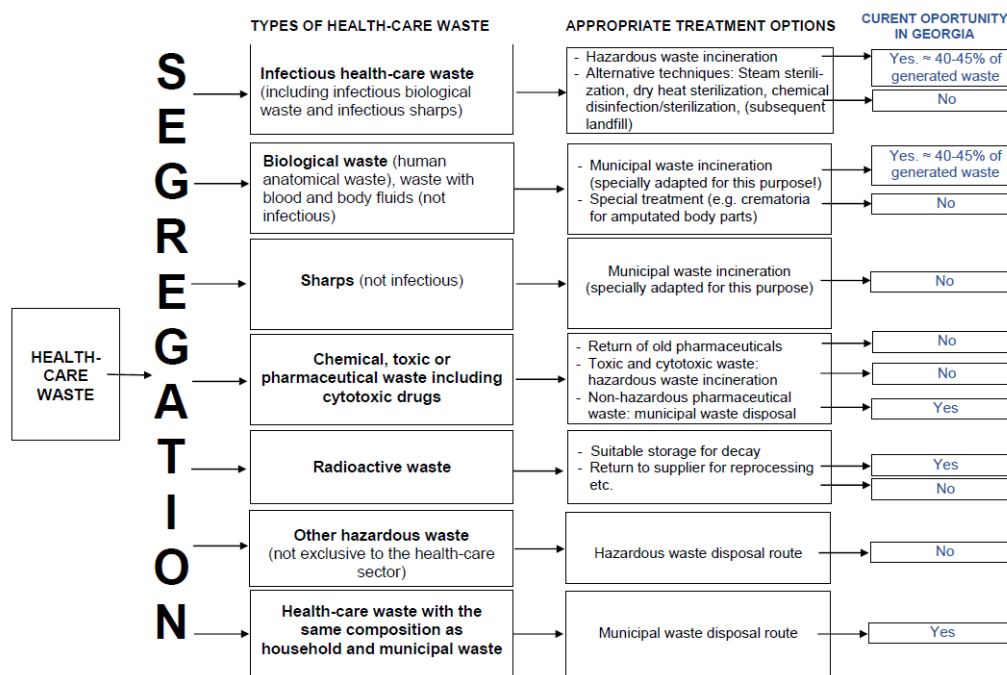 TYPES OF HEALTH-CARE WASTE
APPROPRIATE TREATMENT OPTIONS
CURENT OPORTUNITY
IN GEORGIA
HEALTH-
CARE
WASTE
S
E
G
R
E
G
A
T
I
O
N
Infectious health-care waste
(including infectious biological
waste and infectious sharps)
- Hazardous waste incineration
- Alternative techniques: Steam sterili-
zation, dry heat sterilization, chemical
disinfection/sterilization, (subsequent
landfill)
Yes. ≈ 40-45% of
generated waste
No
Biological waste (human
anatomical waste), waste with
blood and body fluids (not
infectious)
- Municipal waste incineration
(specially adapted for this purpose!)
- Special treatment (e.g. crematoria
for amputated body parts)
Yes. ≈ 40-45% of
generated waste
No
Sharps (not infectious)
Municipal waste incineration
(specially adapted for this purpose)
No
Chemical, toxic or
pharmaceutical waste including
cytotoxic drugs
- Return of old pharmaceuticals
- Toxic and cytotoxic waste:
hazardous waste incineration
- Non-hazardous pharmaceutical
waste: municipal waste disposal
No
No
Yes
Radioactive waste
- Suitable storage for decay
- Return to supplier for reprocessing
etc.
Yes
No
Other hazardous waste
(not exclusive to the health-care
sector)
Hazardous waste disposal route
No
Health-care waste with the
same composition as
household and municipal waste
Municipal waste disposal route
Yes